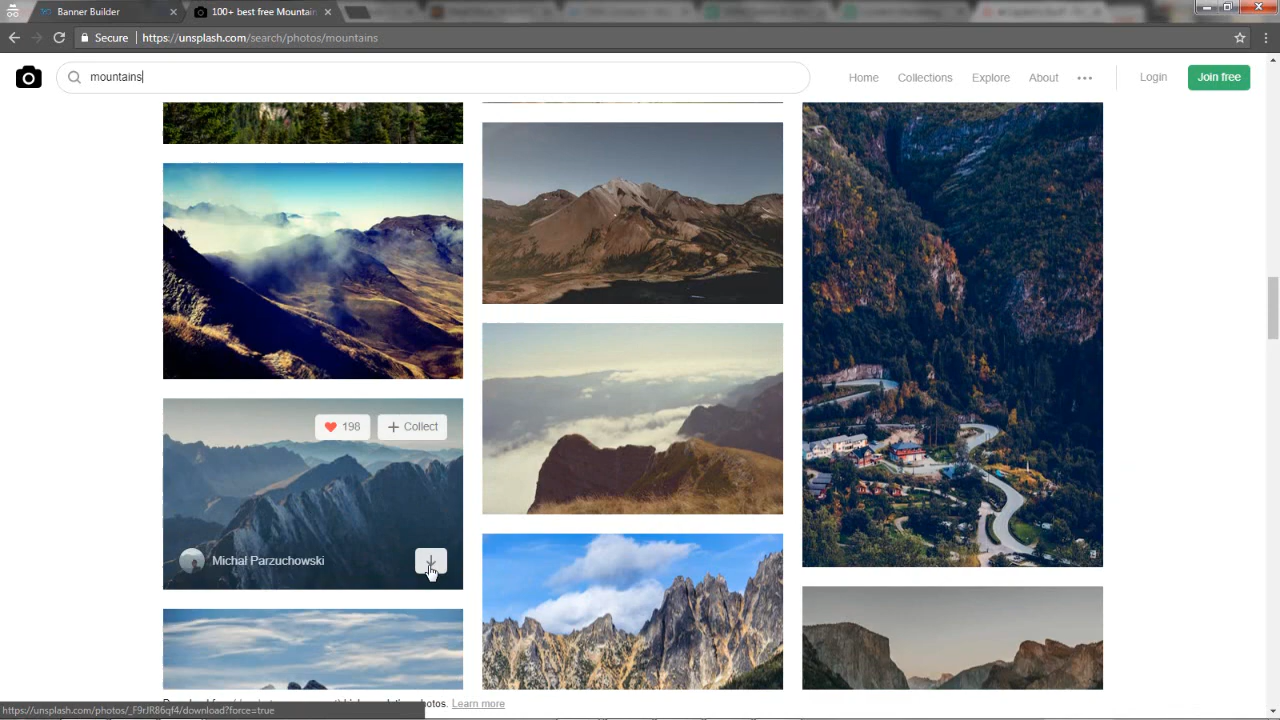 Banner Builder
100+ best free Mountain
Secure
https://unsplash.com/search/photos/mountains
mountains
Home
Collections
Explore
About
Login
Join free
198
Collect
Michał Parzuchowski
photos. Learn more
https://unsplash.com/photos/_F9rJR86qf4/download?force=true